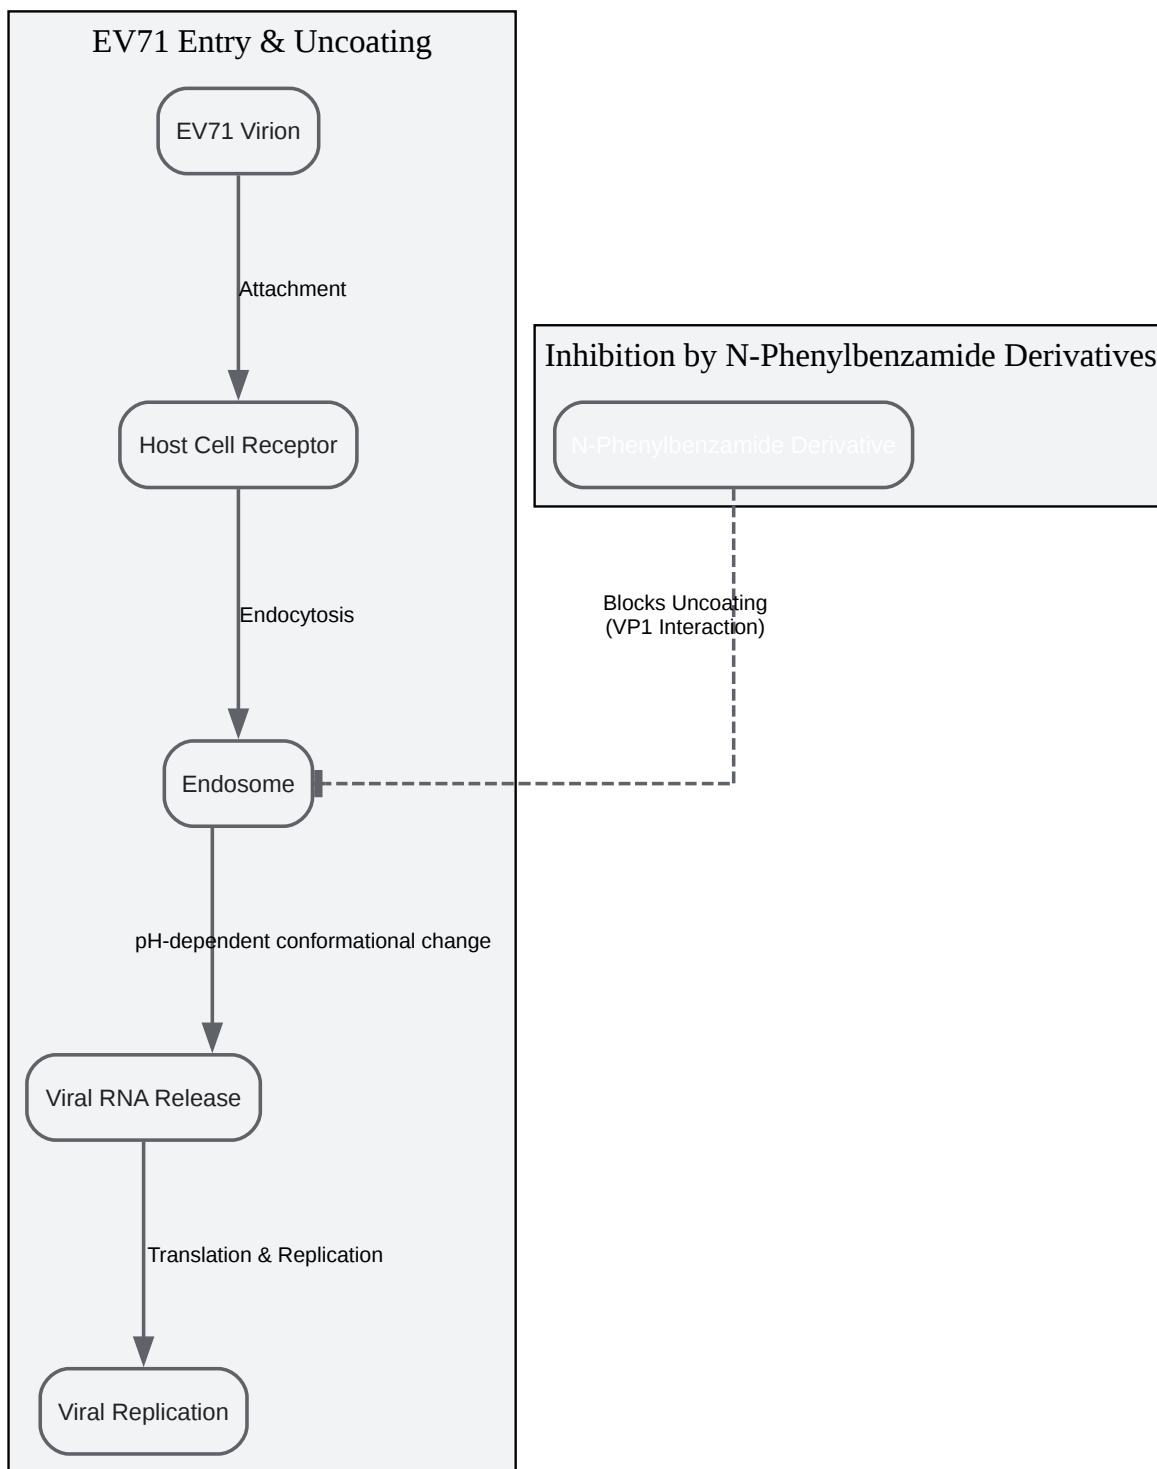 EV71 Entry & Uncoating
EV71 Virion
Attachment
Inhibition by N-Phenylbenzamide Derivatives
Host Cell Receptor
N-Phenylbenzamide Derivative
Endocytosis
Blocks Uncoating
(VP1 Interaction)
Endosome
pH-dependent conformational change
Viral RNA Release
Translation & Replication
Viral Replication